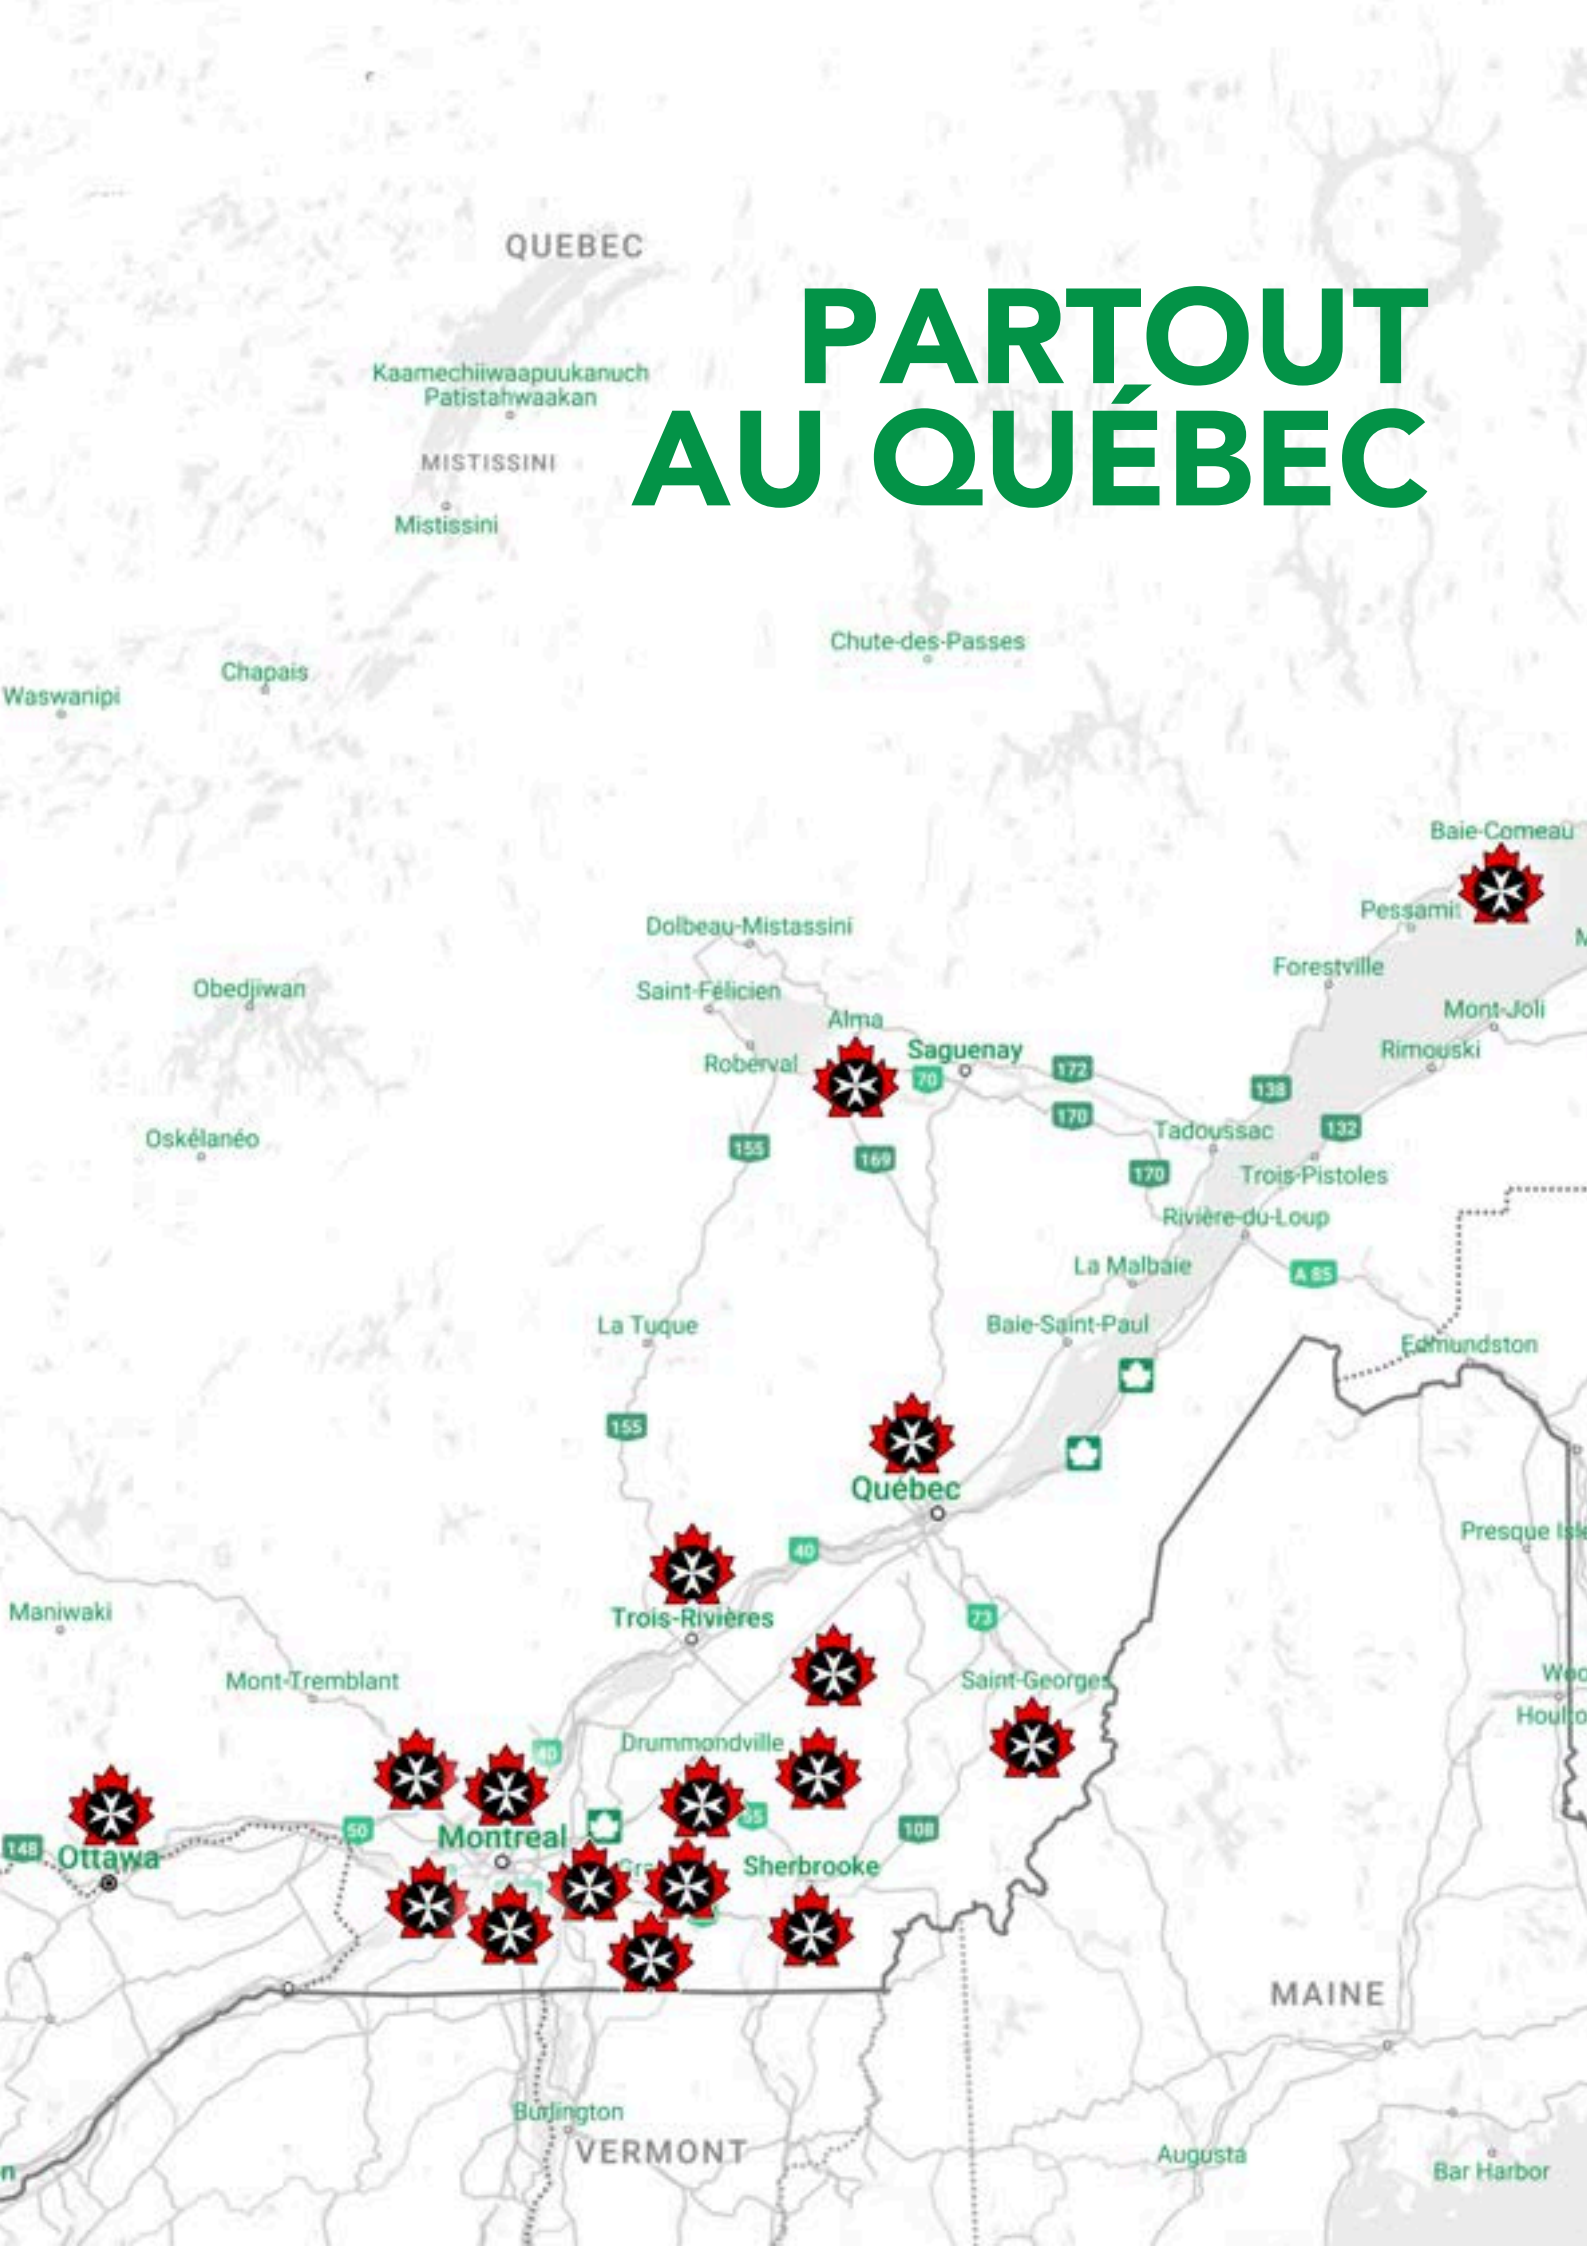 QUEBEC
PARTOUT
AU QUÉBEC
Kaamechiiwaapuukanuch
Patistahwaakan
MISTISSINI
Mistissini
Chute-des-Passes
Chapais
Waswanipi
Baie-Comeau
Pessamit
Dolbeau-Mistassini
Forestville
Obedjiwan
Saint-Félicien
Mont-Joli
Alma
Saguenay
Rimouski
Roberval
70
172
138
170
Tadoussac
132
Oskélanéo
155
169
170
Trois-Pistoles
Rivière-du-Loup
La Malbaie
A 85
La Tuque
Baie-Saint-Paul
Edmundston
155
Québec
Presque Isle
40
Maniwaki
Trois-Rivières
73
Mont-Tremblant
Saint-Georges
Drummondville
40
50
55
108
148
Montreal
Ottawa
Sherbrooke
MAINE
Burlington
VERMONT
Augusta
Bar Harbor